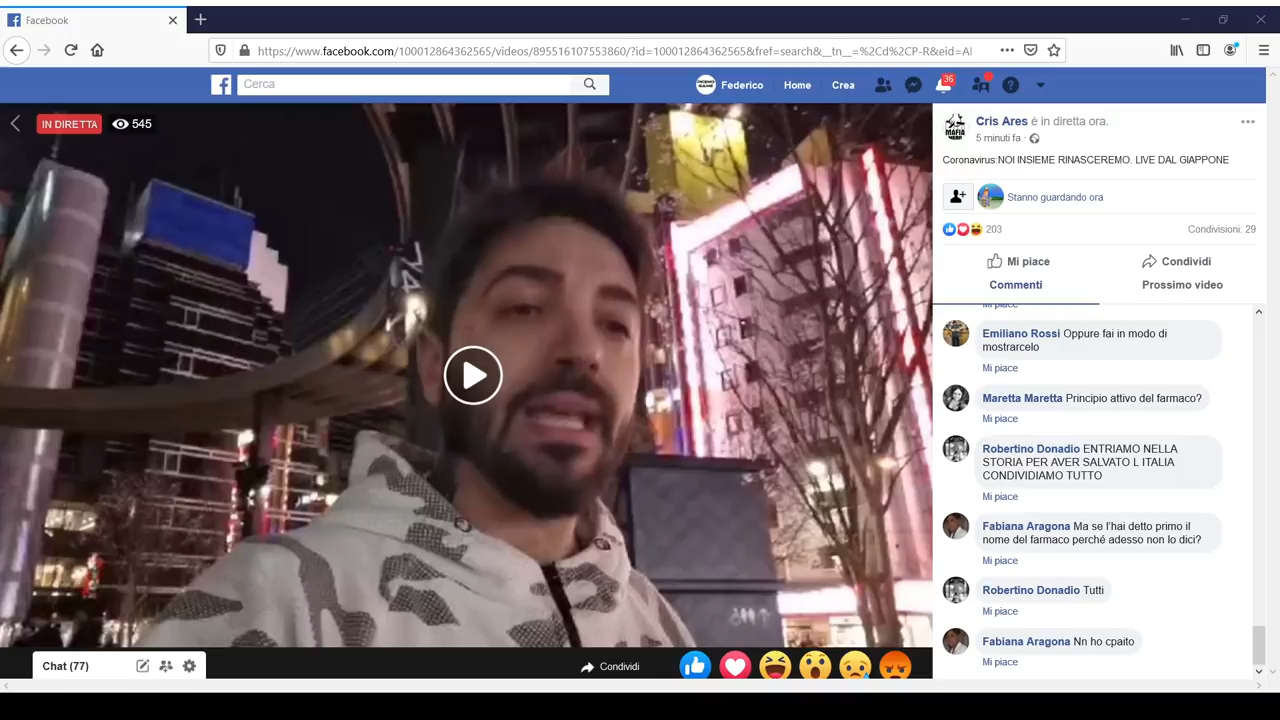 Facebook
https://www.facebook.com/100012864362565/videos/895516107553860/?id=100012864362565&fref=search&__tn__=%2Cd%2CP-R&eid=A
Cerca
Federico
Home
Crea
36
IN DIRETTA
545
Cris Ares è in diretta ora.
5 minuti fa ·
Coronavirus:NOI INSIEME RINASCEREMO. LIVE DAL GIAPPONE
Stanno guardando ora
203
Condivisioni: 29
Mi piace
Condividi
Commenti
Prossimo video
Mi piace
Emiliano Rossi Oppure fai in modo di
mostrarcelo
Mi piace
Maretta Maretta Principio attivo del farmaco?
Mi piace
Robertino Donadio ENTRIAMO NELLA
STORIA PER AVER SALVATO L ITALIA
CONDIVIDIAMO TUTTO
Mi piace
Fabiana Aragona Ma se l'hai detto primo il
nome del farmaco perché adesso non lo dici?
Mi piace
Robertino Donadio Tutti
Mi piace
Fabiana Aragona Nn ho cpaito
Mi piace
Chat (77)
Condividi